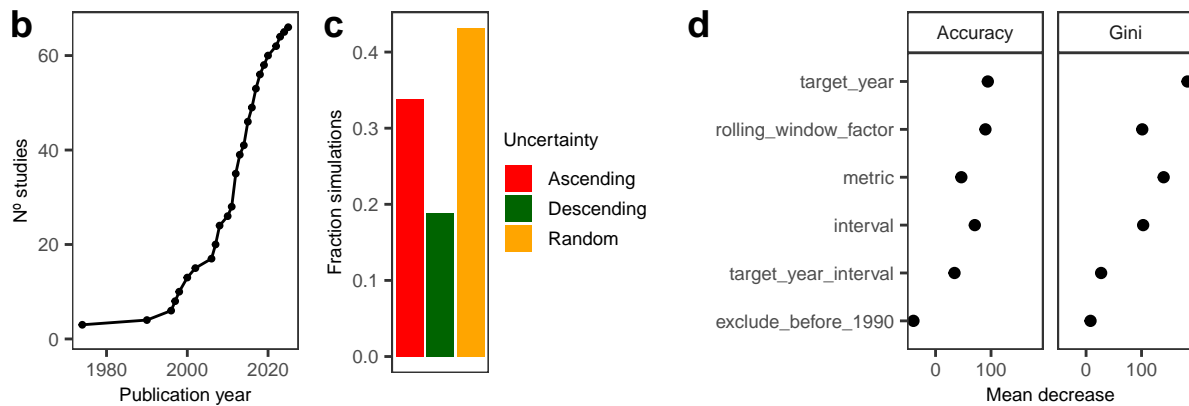 b
60
40
20
0
Nº studies
1980
2000
2020
Publication year
c
0.4
0.3
0.2
0.1
0.0
Fraction simulations
Uncertainty
Ascending
Descending
Random
d
Accuracy
Gini
target_year
rolling_window_factor
metric
interval
target_year_interval
exclude_before_1990
0
100
0
100
Mean decrease